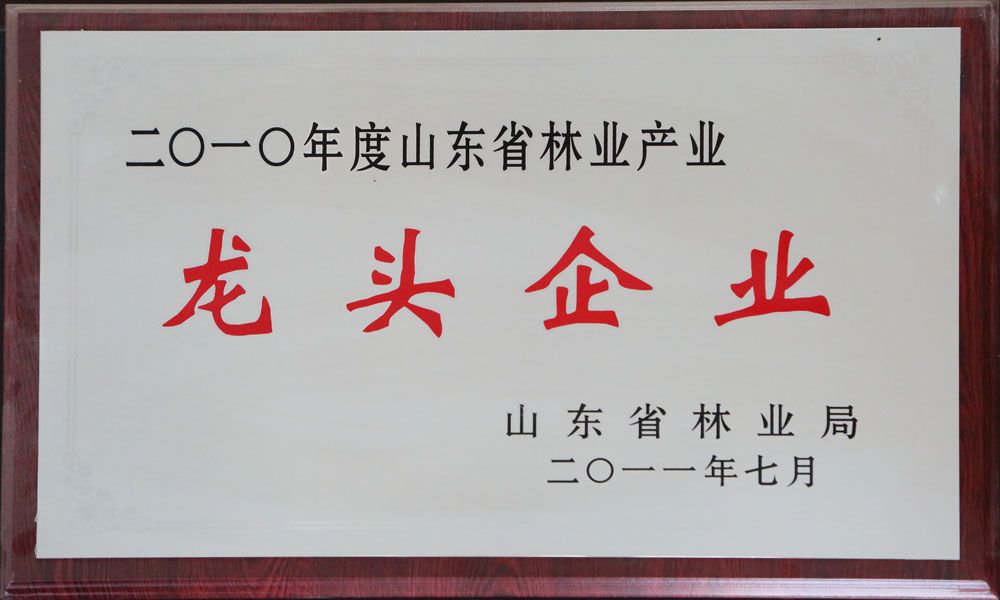 二〇一〇年度山东省林业产业
龙头企业
山东省林业局
二〇一一年七月